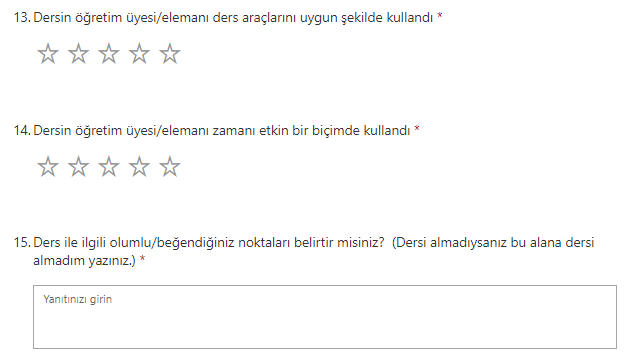 13. Dersin öğretim üyesi/elemanı ders araçlarını uygun şekilde kullandı *
14. Dersin öğretim üyesi/elemanı zamanı etkin bir biçimde kullandı *
15. Ders ile ilgili olumlu/beğendiğiniz noktaları belirtir misiniz? (Dersi almadıysanız bu alana dersi
almadım yazınız.) *
Yanıtınızı girin